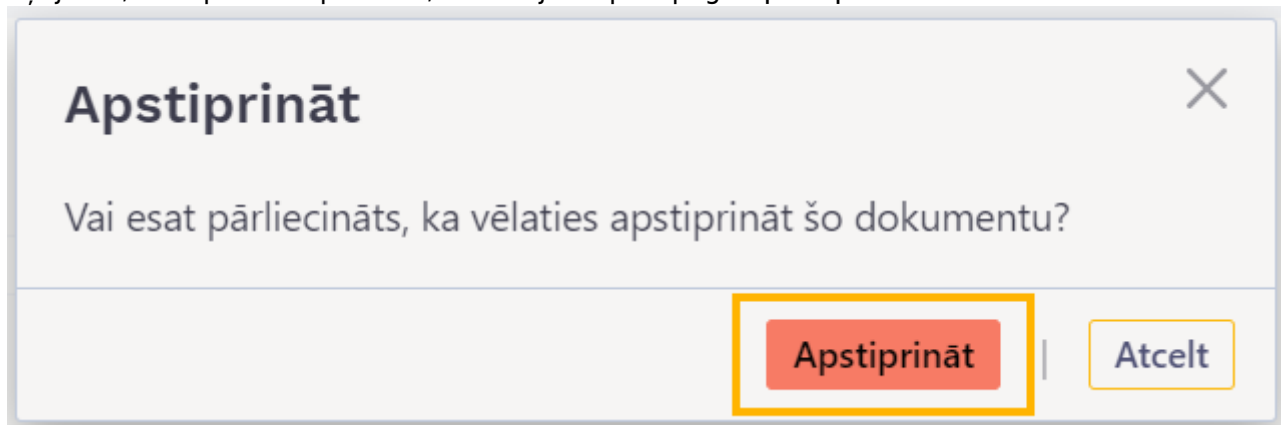 Apstiprināt
Vai esat pārliecināts, ka vēlaties apstiprināt šo dokumentu?
Apstiprināt | Atcelt